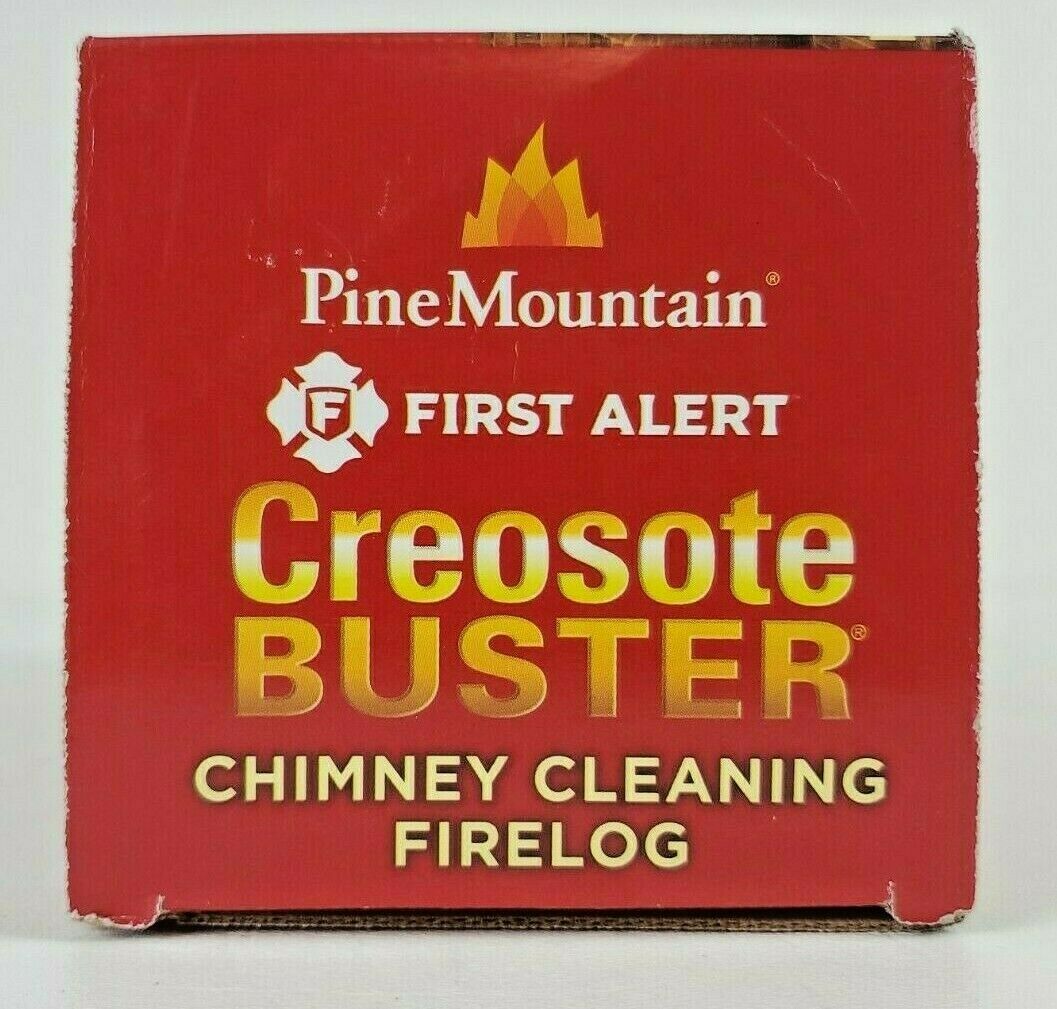 PineMountain®
F FIRST ALERT
Creosote
BUSTER®
CHIMNEY CLEANING
FIRELOG